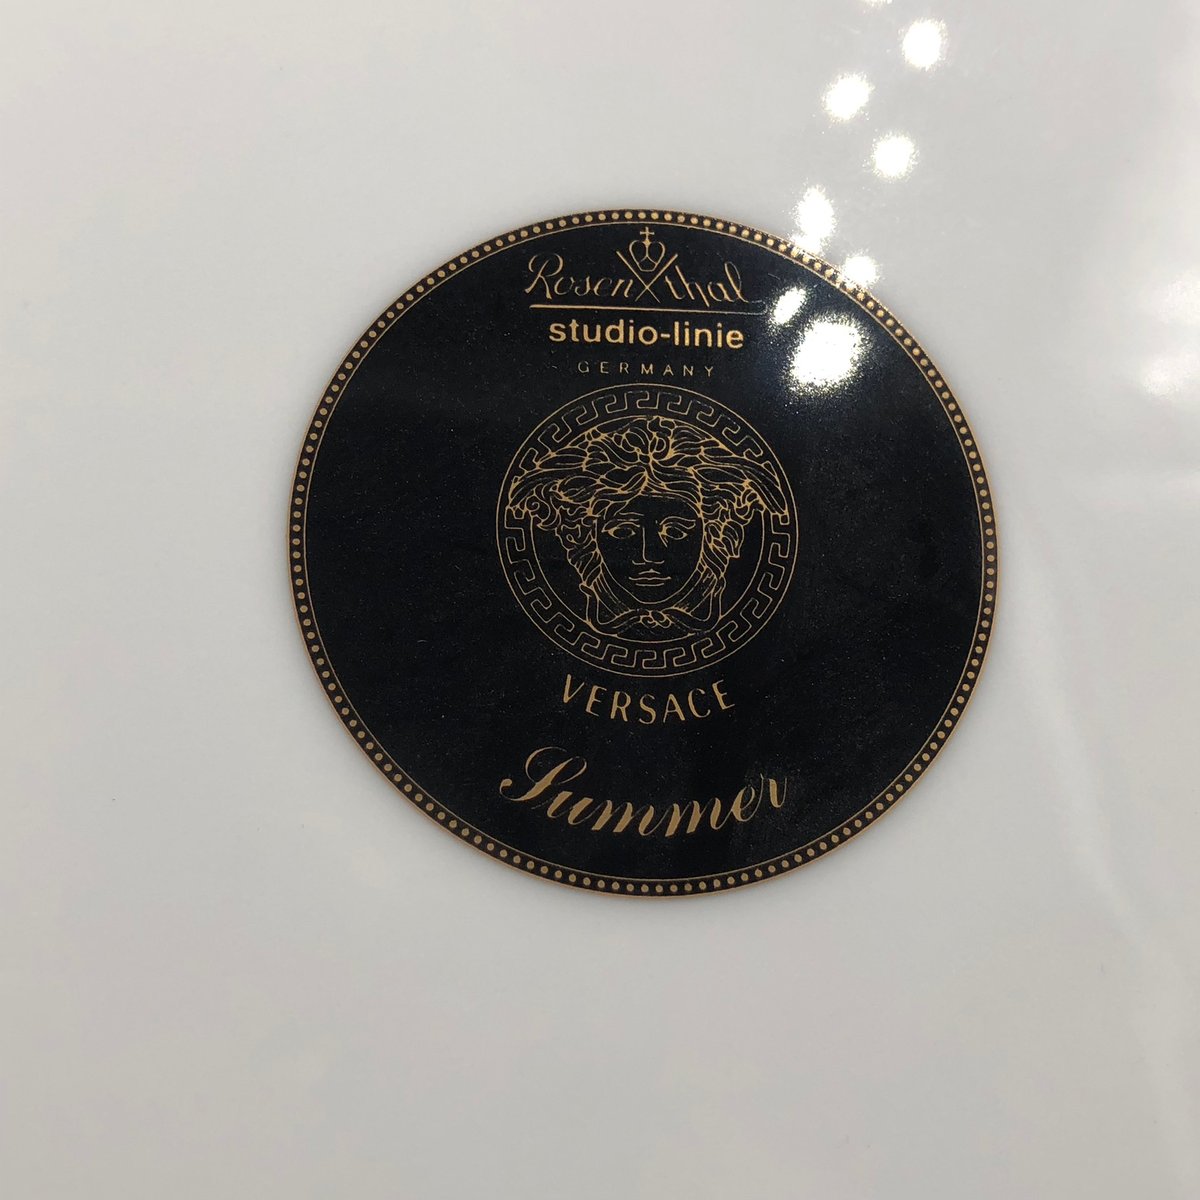 Rosenthal
studio-linie
GERMANY
VERSACE
Summer